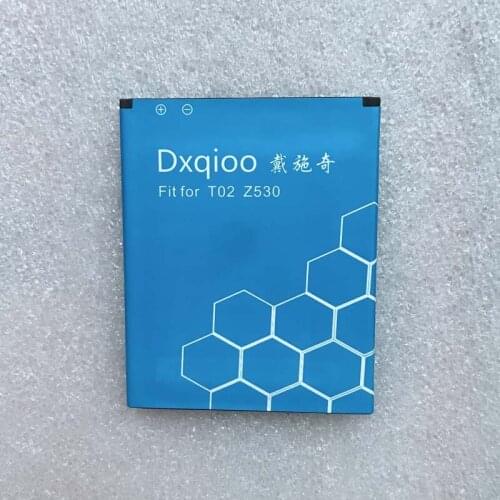 ⊕ ⊖
Dxqioo 戴施奇
Fit for T02 Z530